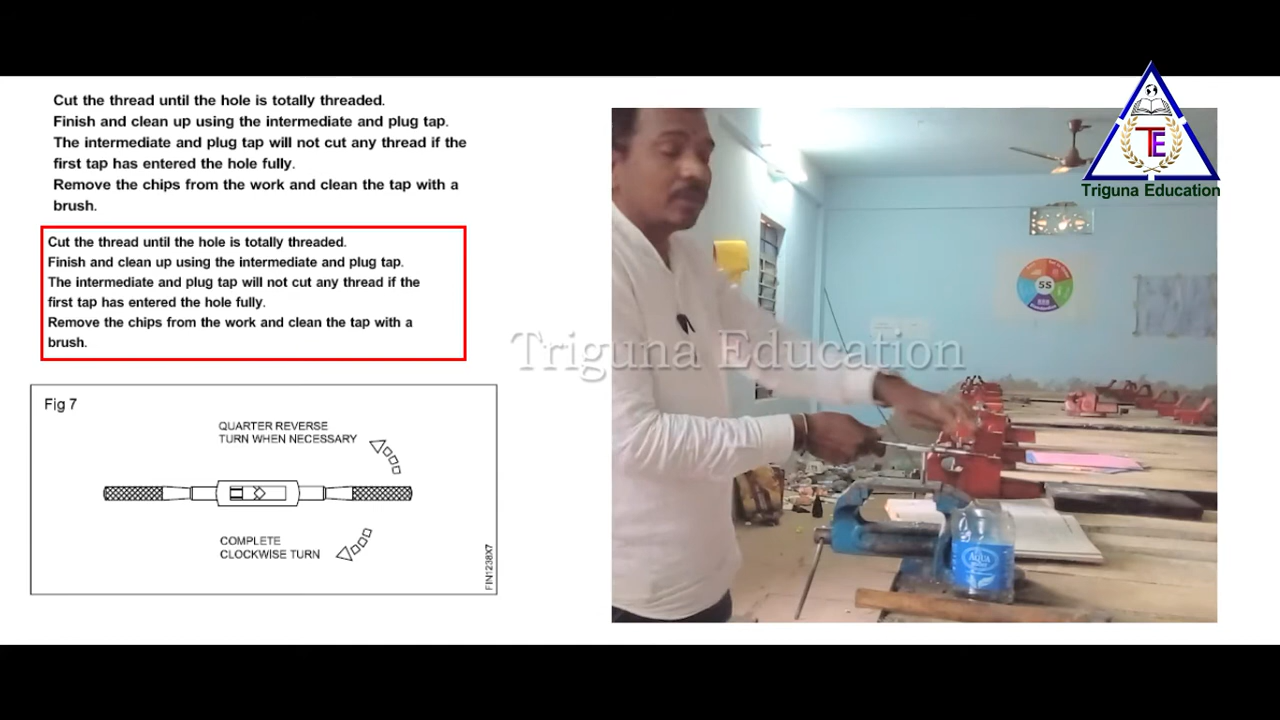 Cut the thread until the hole is totally threaded.
Finish and clean up using the intermediate and plug tap.
The intermediate and plug tap will not cut any thread if the
first tap has entered the hole fully.
Remove the chips from the work and clean the tap with a
brush.
Cut the thread until the hole is totally threaded.
Finish and clean up using the intermediate and plug tap.
The intermediate and plug tap will not cut any thread if the
first tap has entered the hole fully.
Remove the chips from the work and clean the tap with a
brush.
Fig 7
QUARTER REVERSE
TURN WHEN NECESSARY
COMPLETE
CLOCKWISE TURN
FIN1238X7
TE
Triguna Education
Triguna Education
5S
AQUA